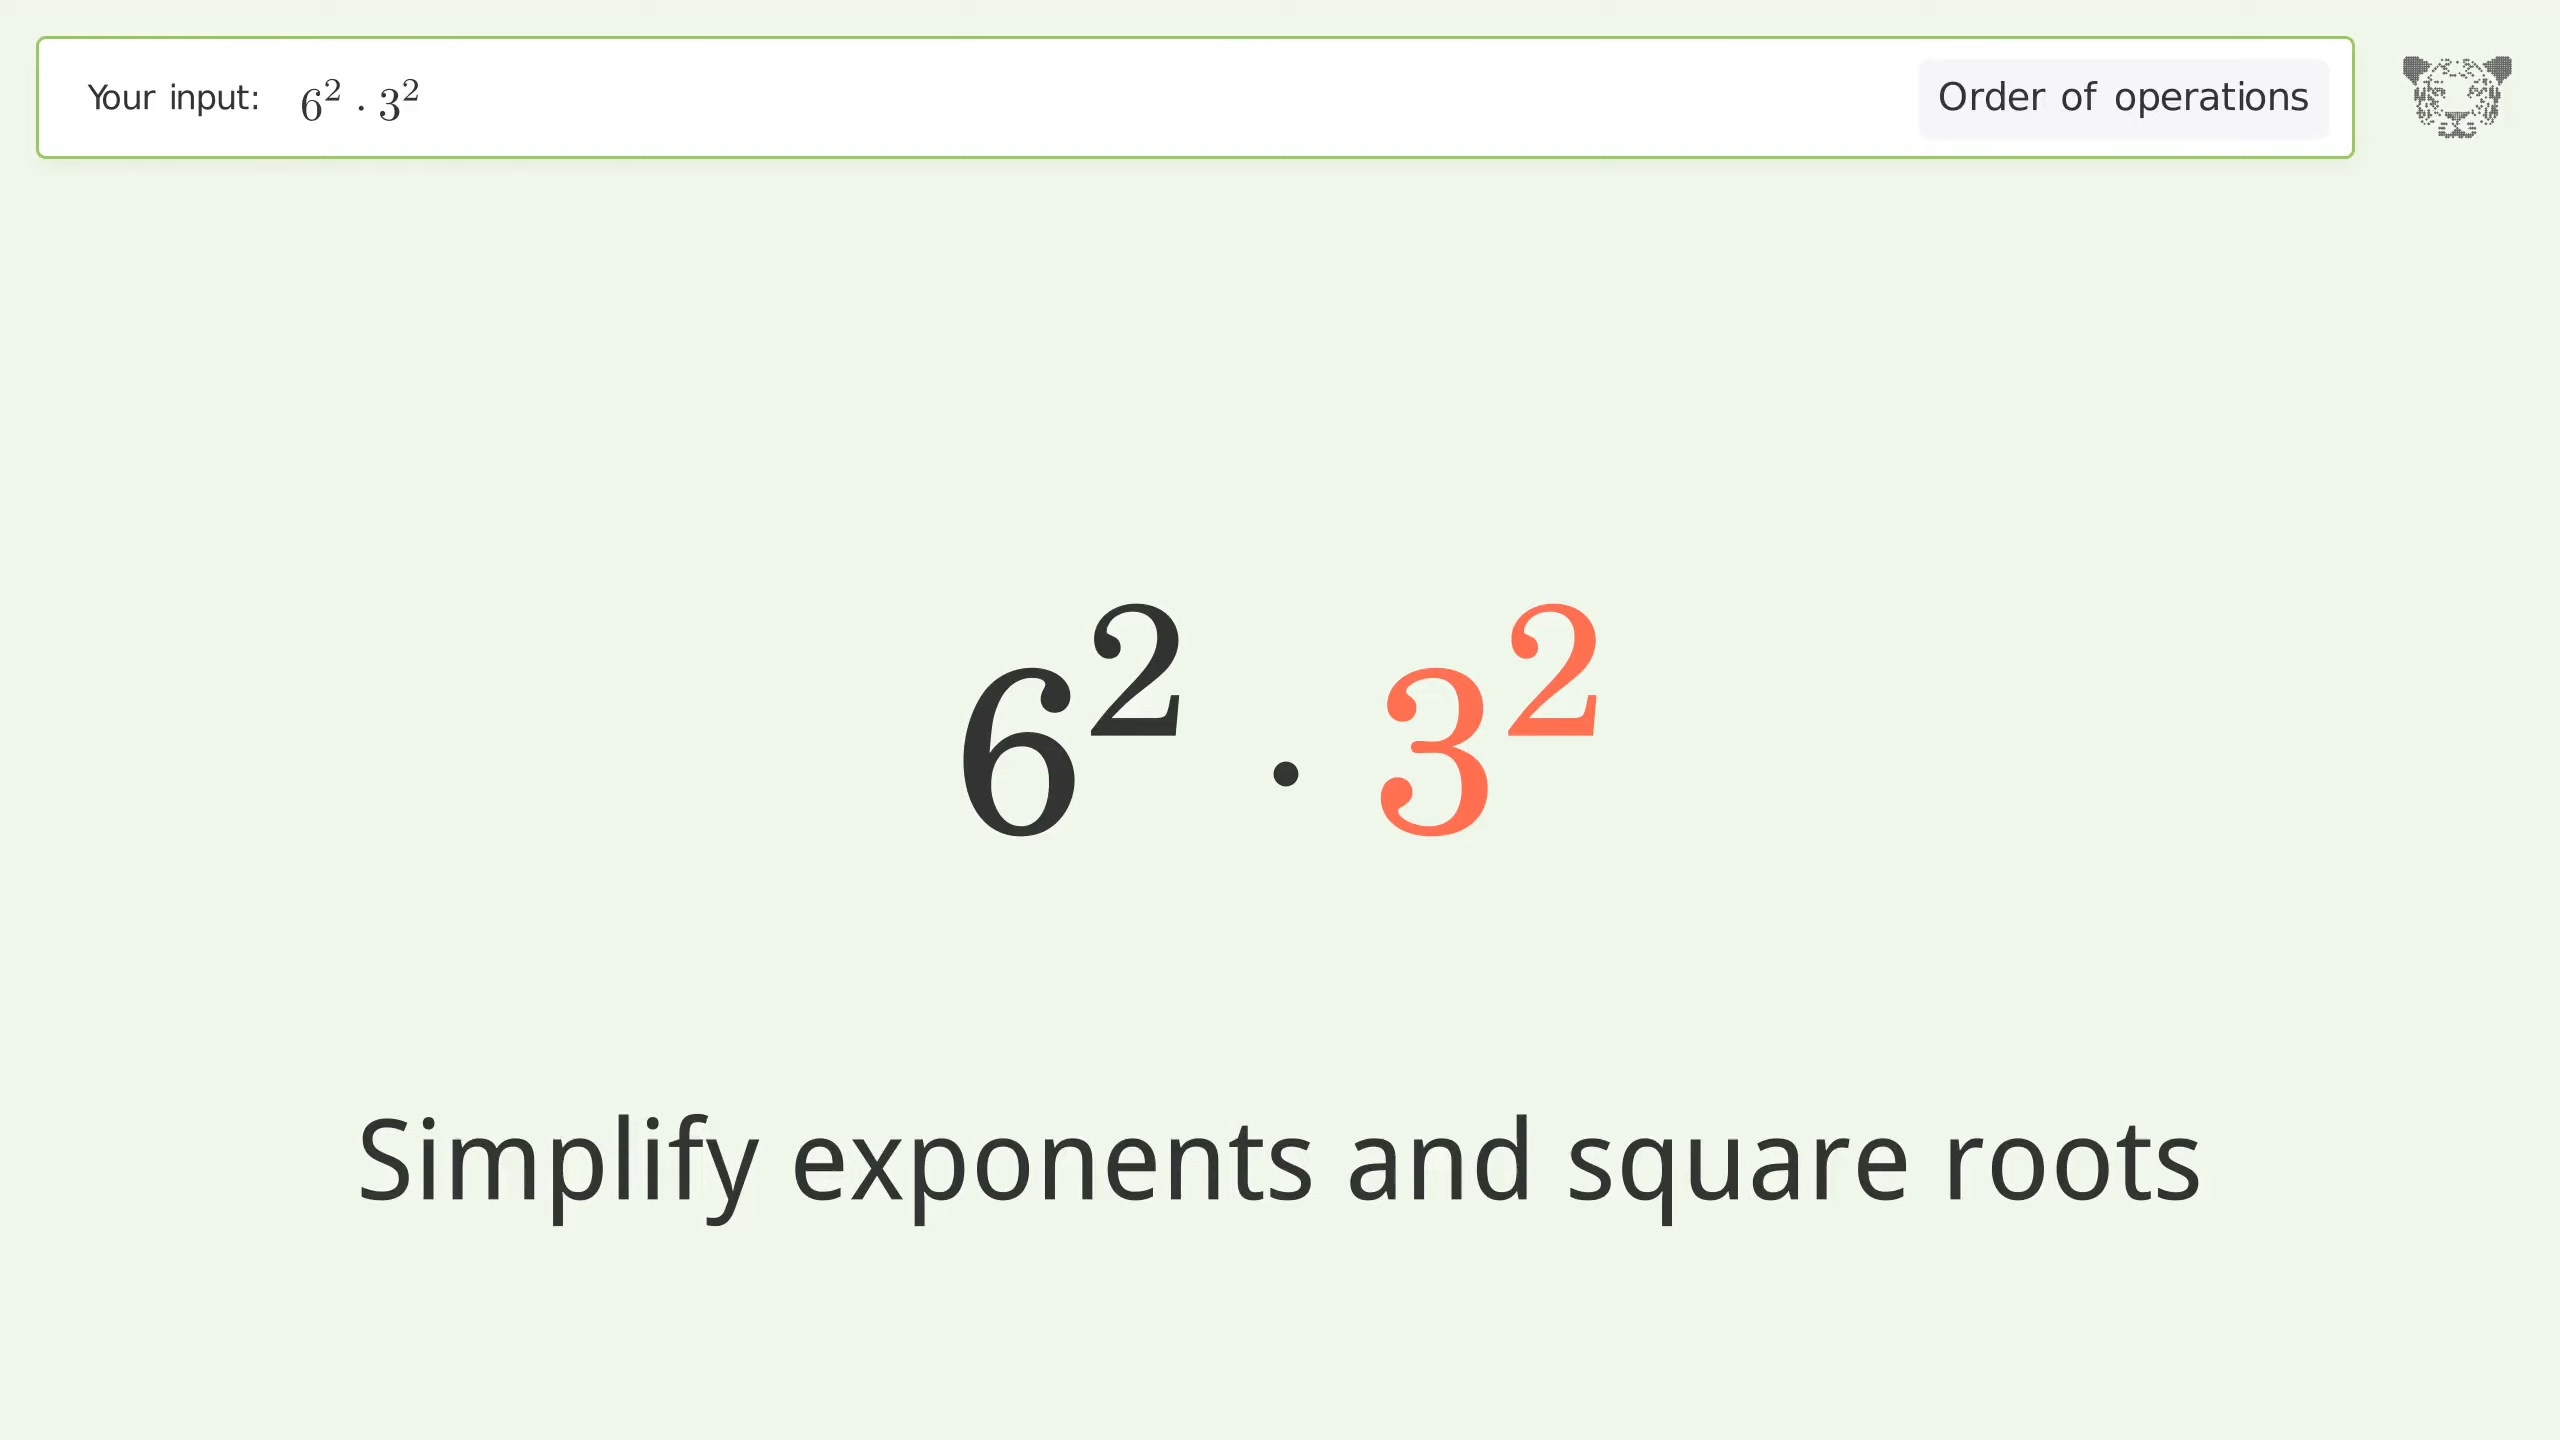 Your input: 6² · 3² Order of operations
6² · 3²
Simplify exponents and square roots